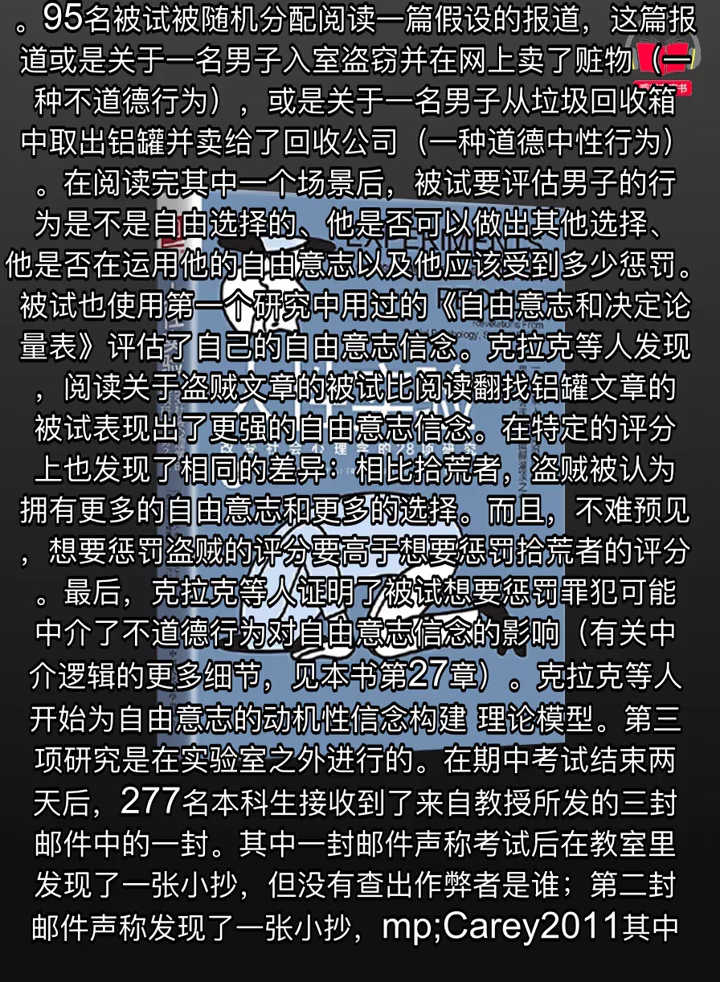 。95名被试被随机分配阅读一篇假设的报道，这篇报
道或是关于一名男子入室盗窃并在网上卖了赃物（一
种不道德行为），或是关于一名男子从垃圾回收箱
中取出铝罐并卖给了回收公司（一种道德中性行为）
。在阅读完其中一个场景后，被试要评估男子的行
为是不是自由选择的、他是否可以做出其他选择、
他是否在运用他的自由意志以及他应该受到多少惩罚。
被试也使用第一个研究中用过的《自由意志和决定论
量表》评估了自己的自由意志信念。克拉克等人发现
，阅读关于盗贼文章的被试比阅读翻找铝罐文章的
被试表现出了更强的自由意志信念。在特定的评分
上也发现了相同的差异：相比拾荒者，盗贼被认为
拥有更多的自由意志和更多的选择。而且，不难预见
，想要惩罚盗贼的评分要高于想要惩罚拾荒者的评分
。最后，克拉克等人证明了被试想要惩罚罪犯可能
中介了不道德行为对自由意志信念的影响（有关中
介逻辑的更多细节，见本书第27章）。克拉克等人
开始为自由意志的动机性信念构建 理论模型。第三
项研究是在实验室之外进行的。在期中考试结束两
天后，277名本科生接收到了来自教授所发的三封
邮件中的一封。其中一封邮件声称考试后在教室里
发现了一张小抄，但没有查出作弊者是谁；第二封
邮件声称发现了一张小抄，mp;Carey2011其中
EXPERIMENTS
改变社会心理学的28项研究